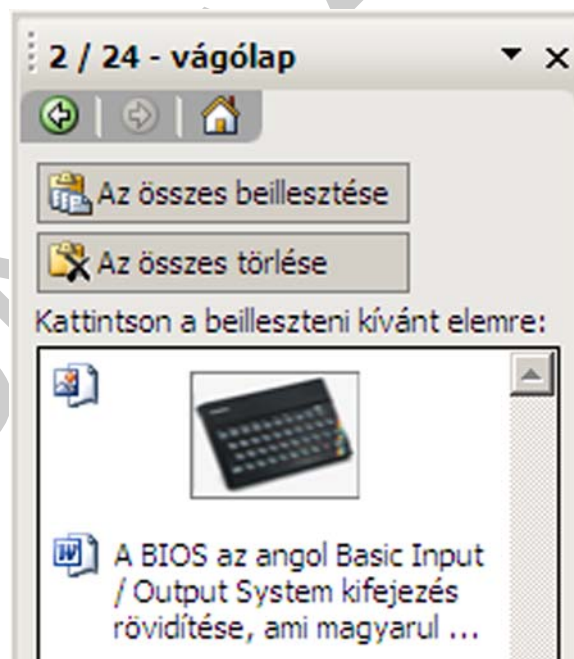 2 / 24 - vágólap
Az összes beillesztése
Az összes törlése
Kattintson a beilleszteni kívánt elemre:
A BIOS az angol Basic Input
/ Output System kifejezés
rövidítése, ami magyarul ...